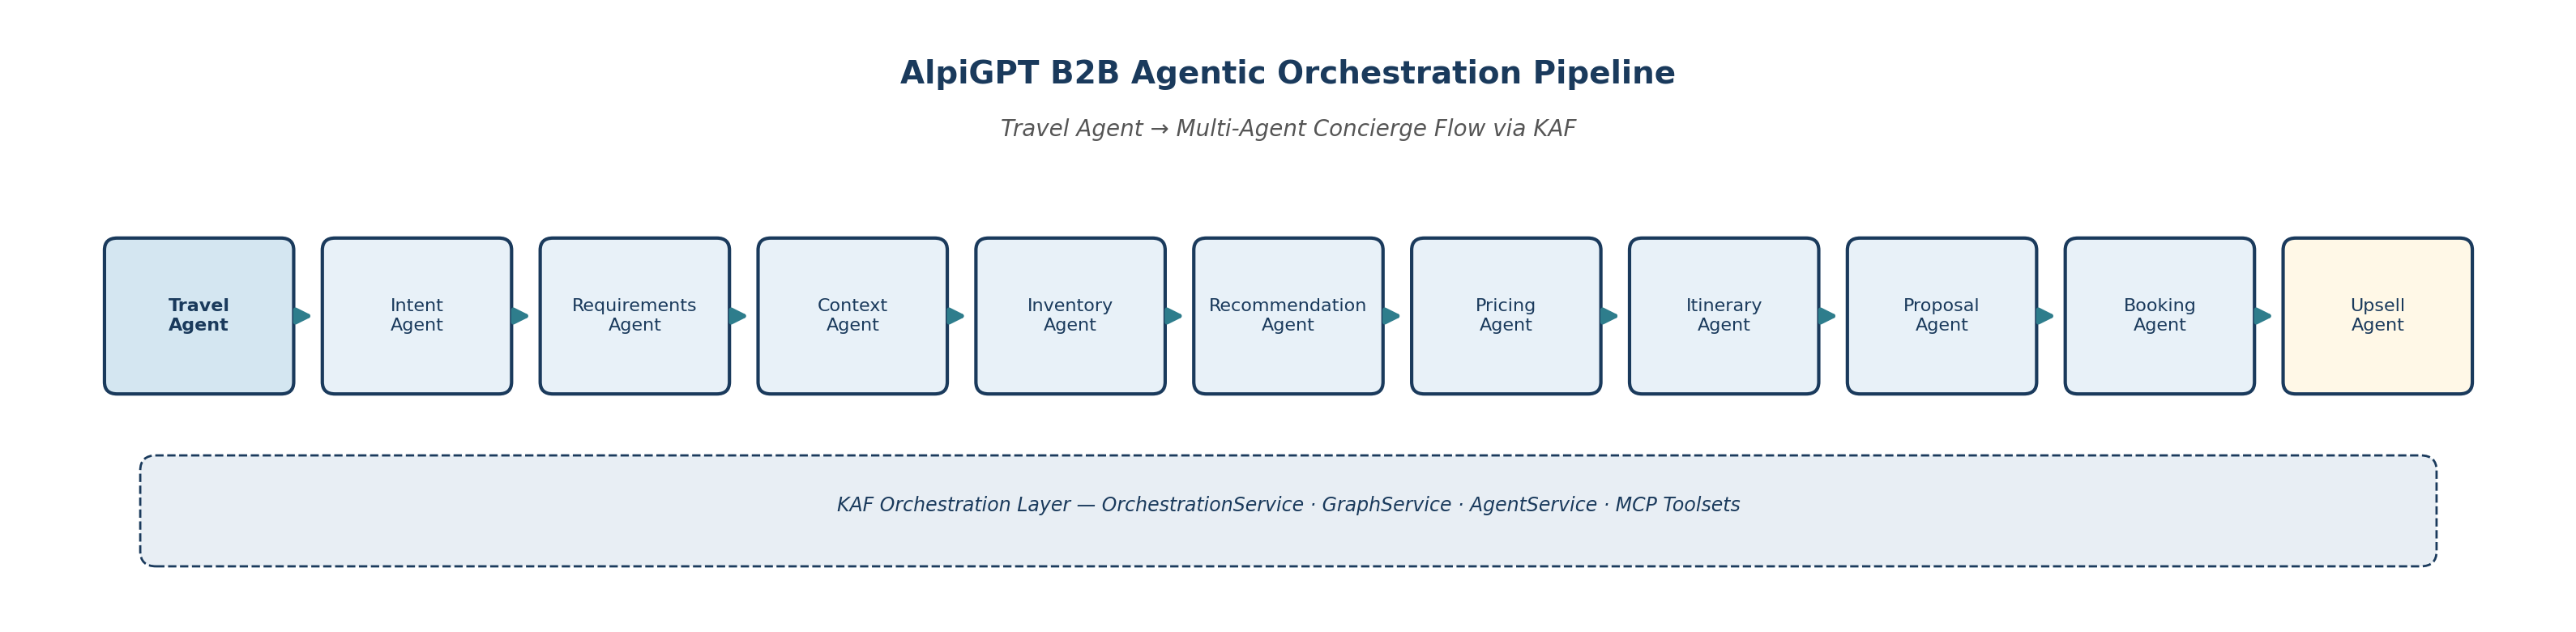 AlpiGPT B2B Agentic Orchestration Pipeline
Travel Agent → Multi-Agent Concierge Flow via KAF
Travel
Agent
Intent
Agent
Requirements
Agent
Context
Agent
Inventory
Agent
Recommendation
Agent
Pricing
Agent
Itinerary
Agent
Proposal
Agent
Booking
Agent
Upsell
Agent
KAF Orchestration Layer — OrchestrationService · GraphService · AgentService · MCP Toolsets